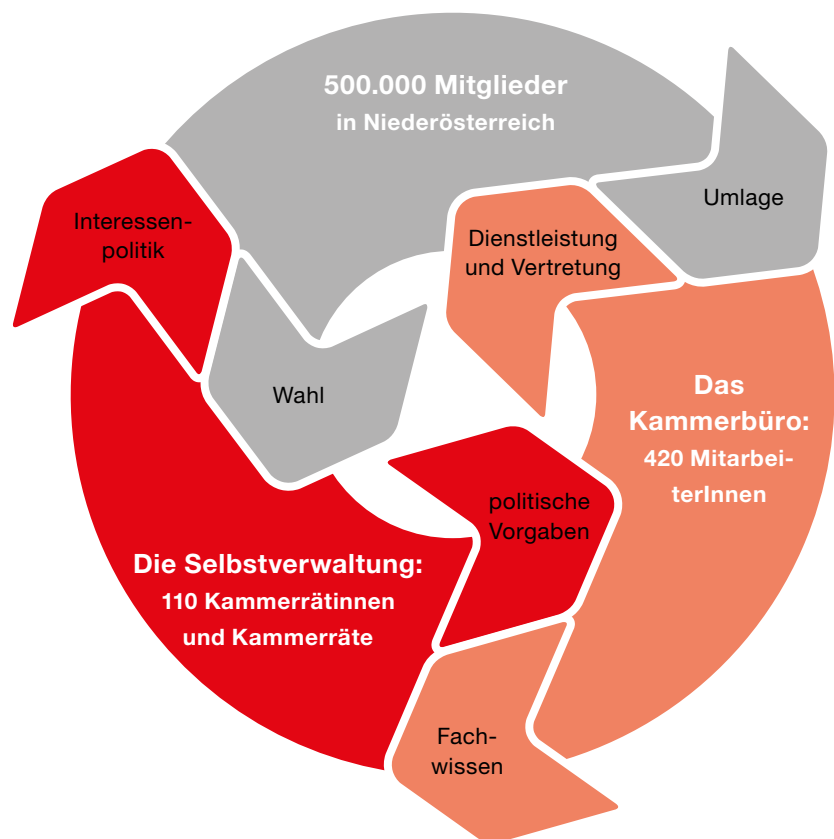 500.000 Mitglieder
in Niederösterreich
Umlage
Interessen-
politik
Dienstleistung
und Vertretung
Wahl
Das
Kammerbüro:
420 Mitarbei-
terInnen
politische
Vorgaben
Die Selbstverwaltung:
110 Kammerrätinnen
und Kammerräte
Fach-
wissen